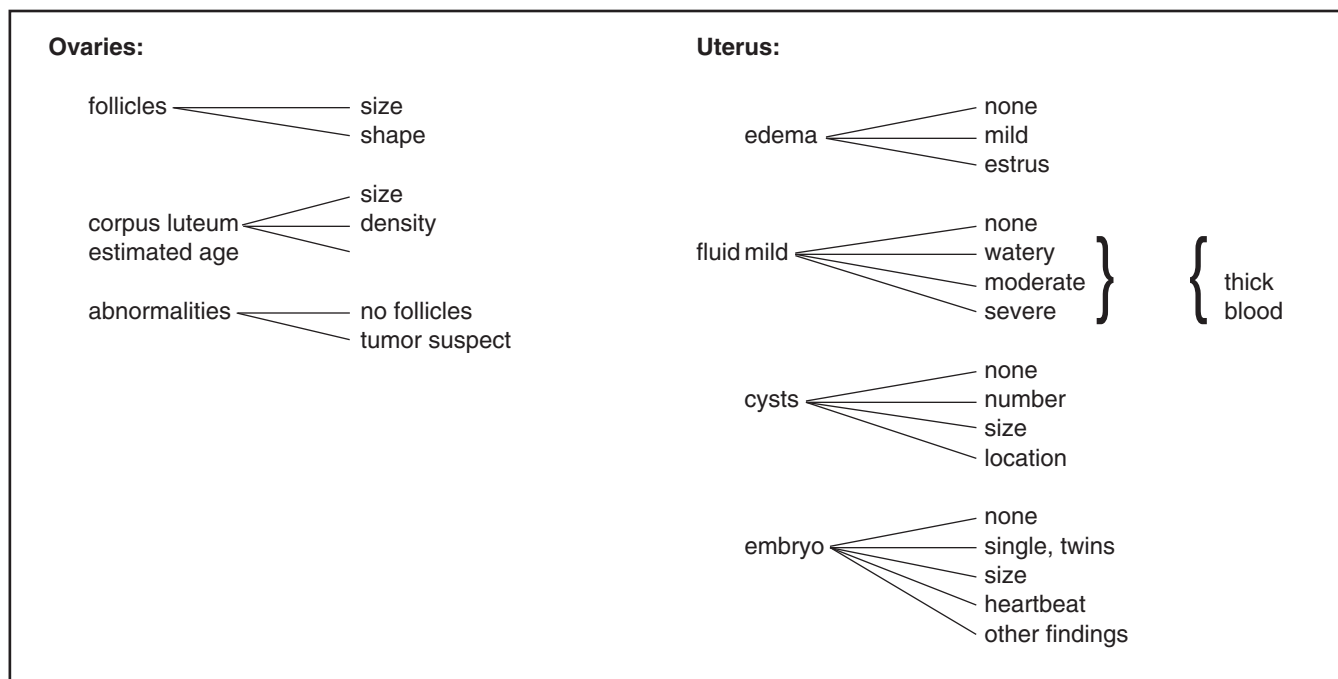 Ovaries:
follicles
size
shape
corpus luteum
estimated age
size
density
abnormalities
no follicles
tumor suspect
Uterus:
edema
none
mild
estrus
fluid mild
none
watery
moderate
severe
}
{
thick
blood
cysts
none
number
size
location
embryo
none
single, twins
size
heartbeat
other findings